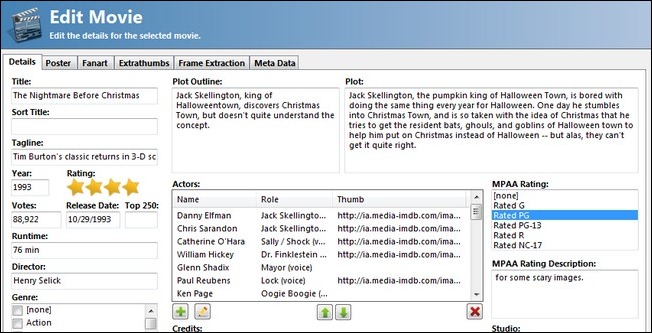 Edit Movie
Edit the details for the selected movie.
Details
Poster
Fanart
Extrathumbs
Frame Extraction
Meta Data
Title:
The Nightmare Before Christmas
Sort Title:
Tagline:
Tim Burton's classic returns in 3-D sc
Year:
Rating:
1993
Votes:
Release Date:
Top 250:
88,922
10/29/1993
Runtime:
76 min
Director:
Henry Selick
Genre:
[none]
Action
Plot Outline:
Jack Skellington, king of
Halloweentown, discovers Christmas
Town, but doesn't quite understand the
concept.
Plot:
Jack Skellington, the pumpkin king of Halloween Town, is bored with
doing the same thing every year for Halloween. One day he stumbles
into Christmas Town, and is so taken with the idea of Christmas that he
tries to get the resident bats, ghouls, and goblins of Halloween town to
help him put on Christmas instead of Halloween -- but alas, they can't
get it quite right.
Actors:
Name Role Thumb
Danny Elfman Jack Skellington... http://ia.media-imdb.com/ima...
Chris Sarandon Jack Skellington... http://ia.media-imdb.com/ima...
Catherine O'Hara Sally / Shock (v... http://ia.media-imdb.com/ima...
William Hickey Dr. Finklestein ... http://ia.media-imdb.com/ima...
Glenn Shadix Mayor (voice)
Paul Reubens Lock (voice) http://ia.media-imdb.com/ima...
Ken Page Oogie Boogie (... http://ia.media-imdb.com/ima...
Credits:
MPAA Rating:
[none]
Rated G
Rated PG
Rated PG-13
Rated R
Rated NC-17
MPAA Rating Description:
for some scary images.
Studio: